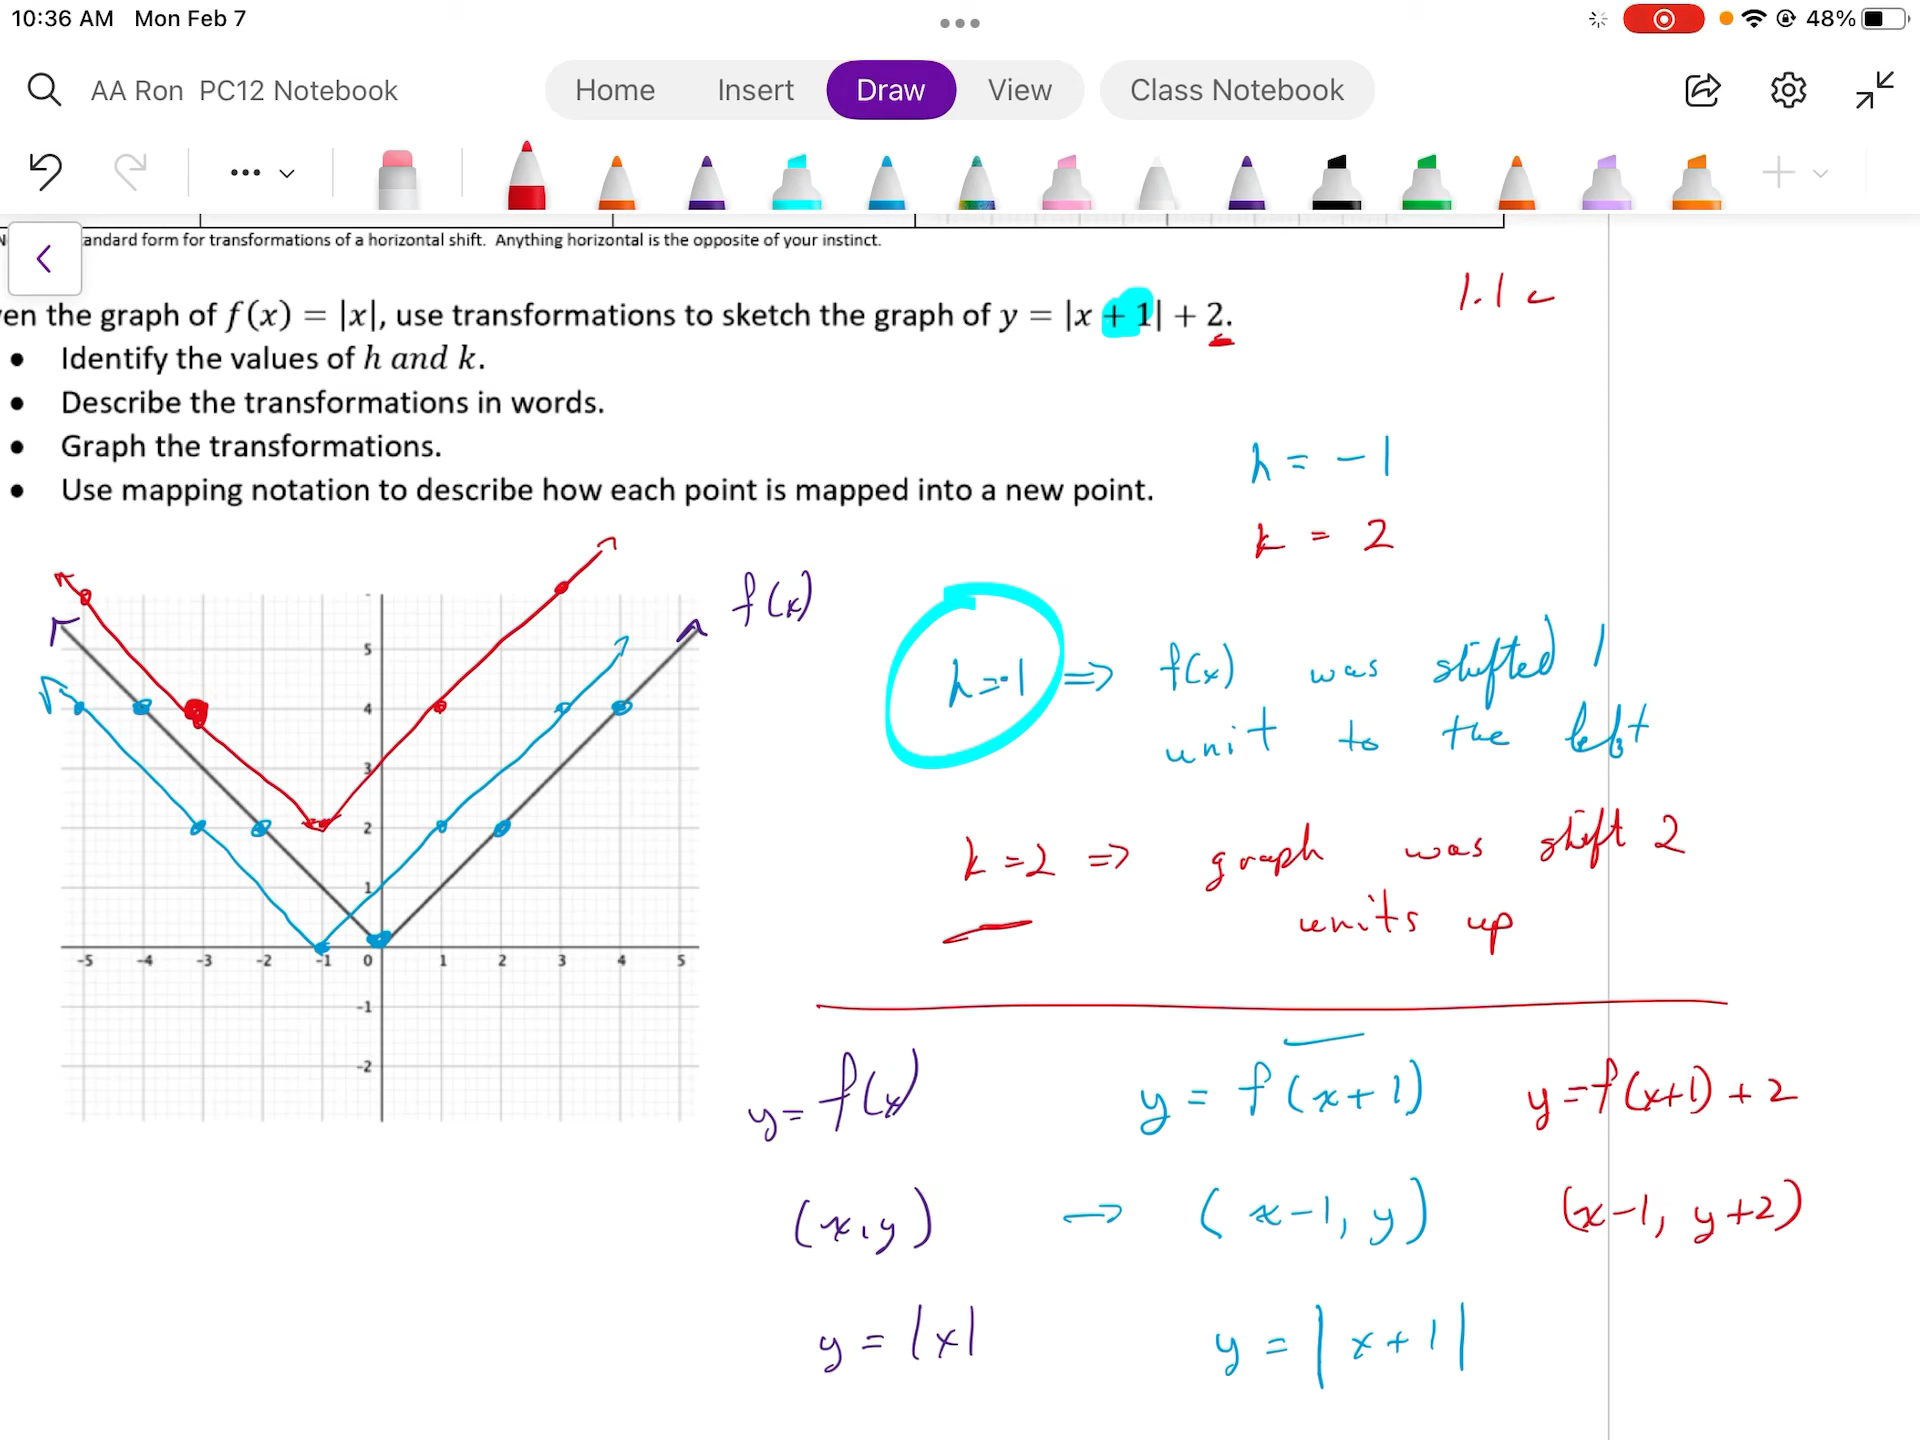 10:36 AM Mon Feb 7
48%
AA Ron PC12 Notebook
Home Insert Draw View Class Notebook
andard form for transformations of a horizontal shift. Anything horizontal is the opposite of your instinct.
1.1c
en the graph of f(x) = |x|, use transformations to sketch the graph of y = |x + 1| + 2.
• Identify the values of h and k.
• Describe the transformations in words.
• Graph the transformations.
• Use mapping notation to describe how each point is mapped into a new point.
h = -1
k = 2
f(x)
5
4
3
2
1
-5 -4 -3 -2 -1 0 1 2 3 4 5
-1
-2
h=-1 => f(x) was shifted 1
unit to the left
k=2 => graph was shift 2
units up
y=f(x) y = f(x+1) y=f(x+1)+2
(x,y) → (x-1, y) (x-1, y+2)
y = |x| y = |x+1|